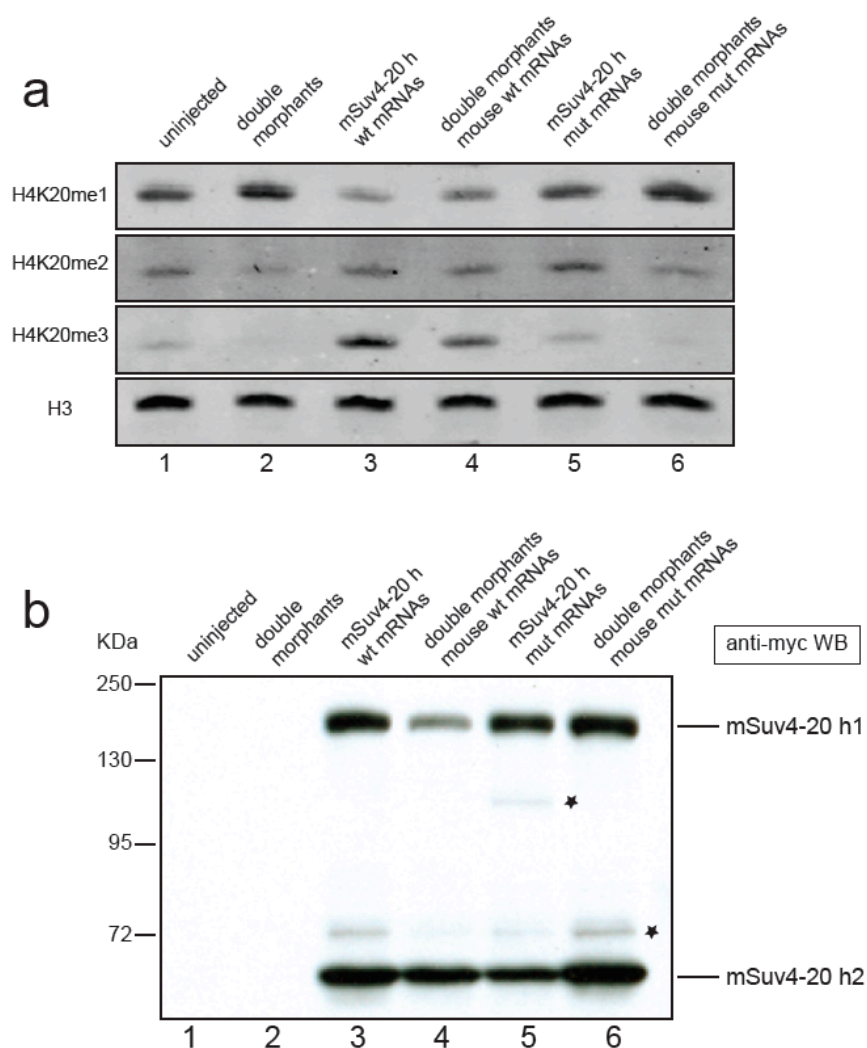 a
uninjected
double
morphants
mSuv4-20 h
wt mRNAs
double morphants
mouse wt mRNAs
mSuv4-20 h
mut mRNAs
double morphants
mouse mut mRNAs
H4K20me1
H4K20me2
H4K20me3
H3
1 2 3 4 5 6
b
KDa
uninjected
double
morphants
mSuv4-20 h
wt mRNAs
double morphants
mouse wt mRNAs
mSuv4-20 h
mut mRNAs
double morphants
mouse mut mRNAs
anti-myc WB
250
mSuv4-20 h1
130
95
72
mSuv4-20 h2
1 2 3 4 5 6